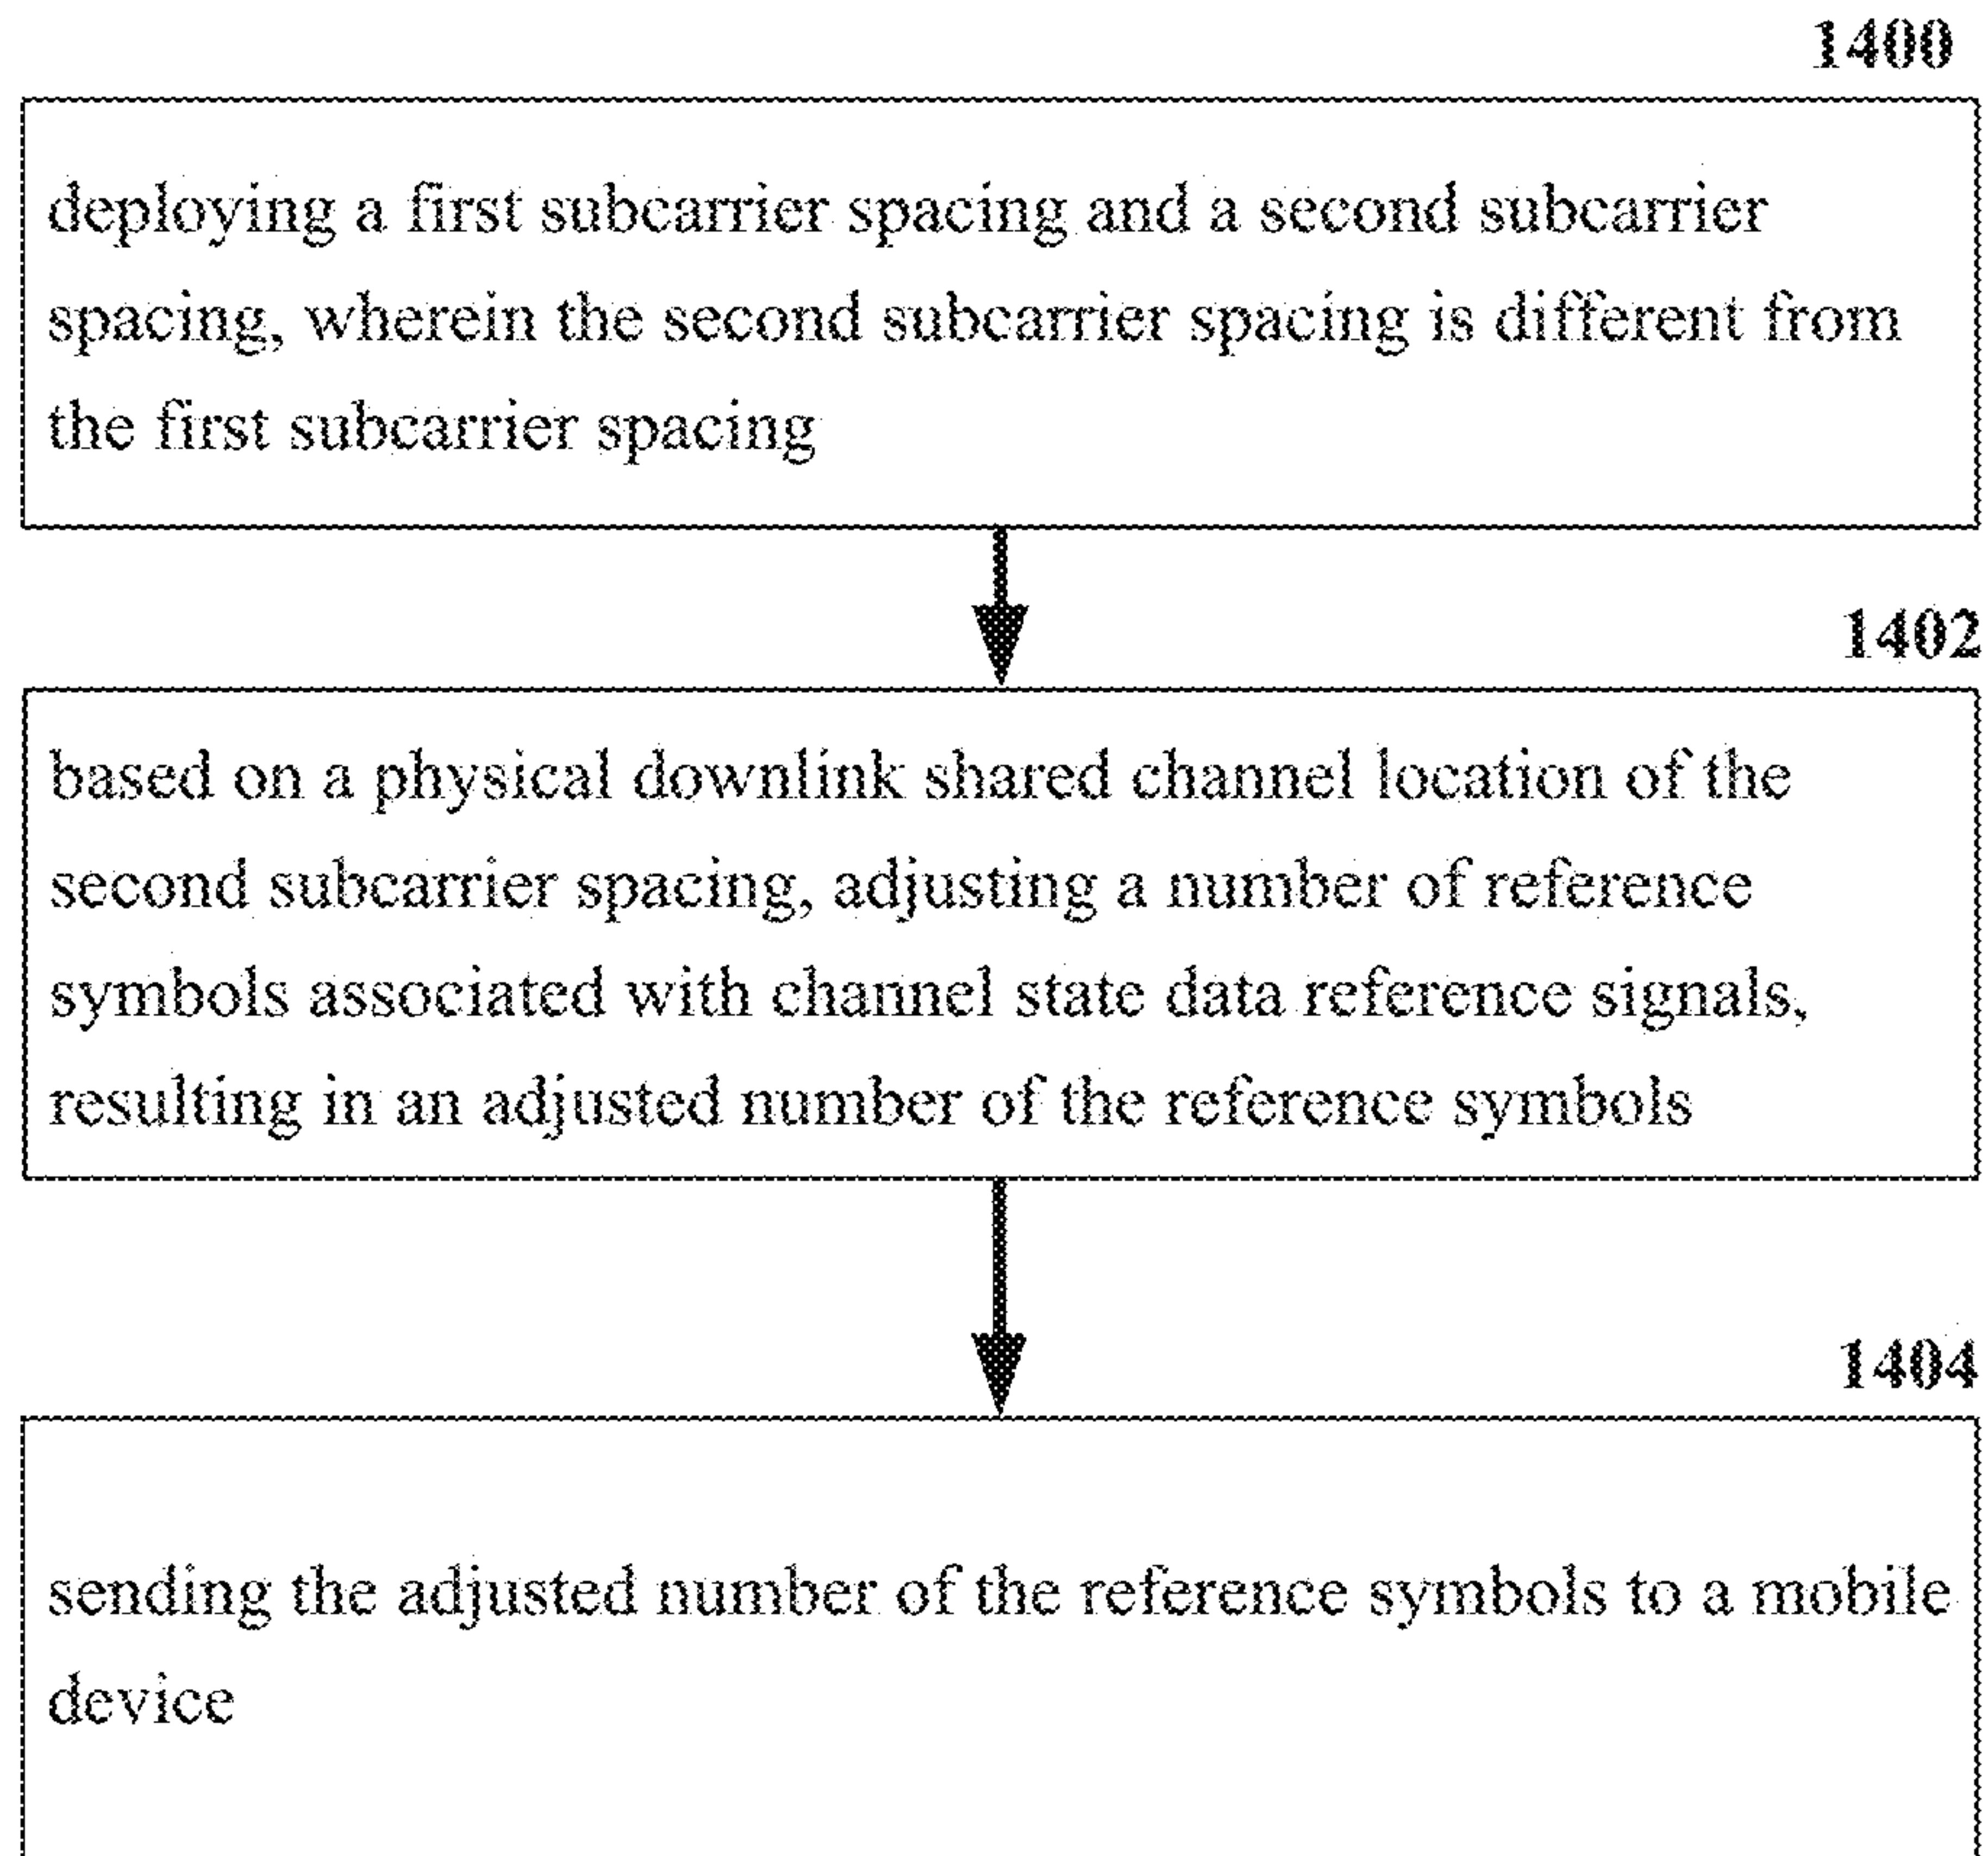 1400
deploying a first subcarrier spacing and a second subcarrier
spacing, wherein the second subcarrier spacing is different from
the first subcarrier spacing
1402
based on a physical downlink shared channel location of the
second subcarrier spacing, adjusting a number of reference
symbols associated with channel state data reference signals,
resulting in an adjusted number of the reference symbols
1404
sending the adjusted number of the reference symbols to a mobile
device